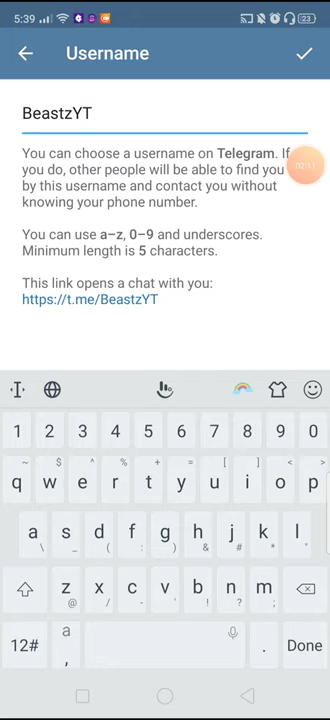 5:39
23
Username
BeastzYT
You can choose a username on Telegram. If
you do, other people will be able to find you
by this username and contact you without
knowing your phone number.
02:11
You can use a–z, 0–9 and underscores.
Minimum length is 5 characters.
This link opens a chat with you:
https://t.me/BeastzYT
1 2 3 4 5 6 7 8 9 0
~ $ ^ % + = [ ] < >
q w e r t y u i o p
a s d f g h j k l
\ _ ( : ) & # * "
z x c v b n m
@ / - ' ! ? ;
12# a , . Done